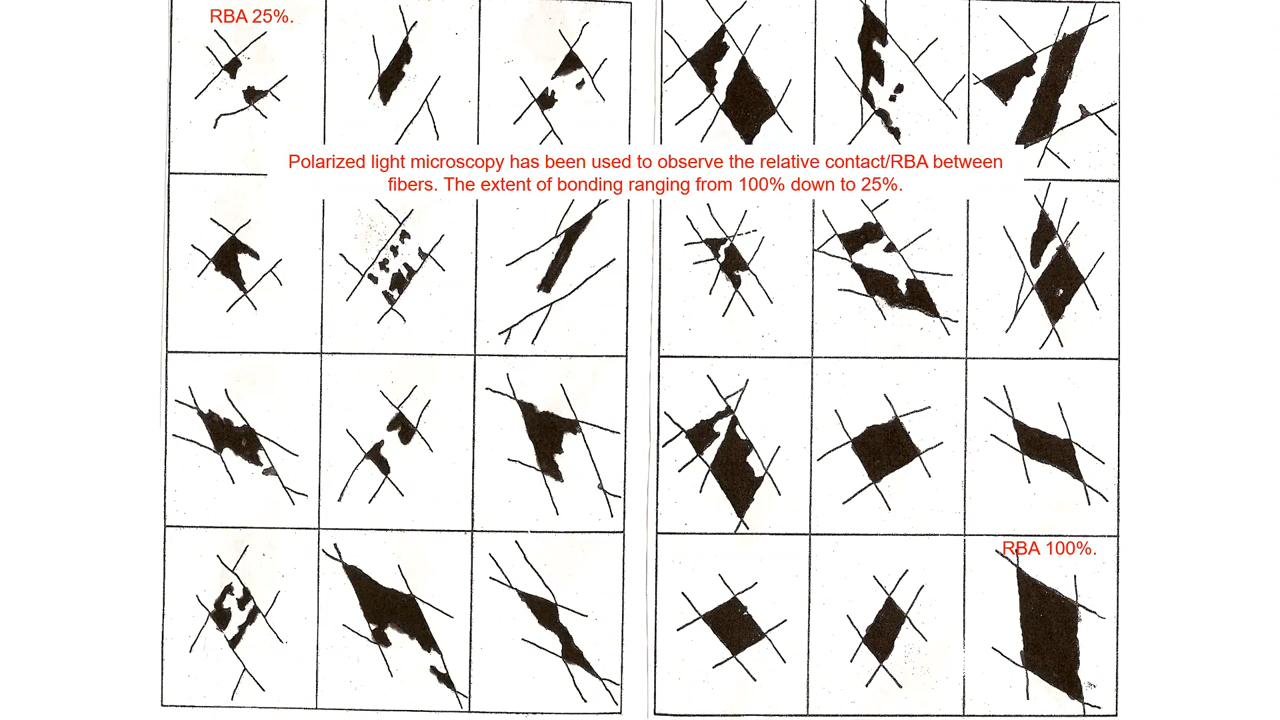 RBA 25%.
Polarized light microscopy has been used to observe the relative contact/RBA between
fibers. The extent of bonding ranging from 100% down to 25%.
RBA 100%.